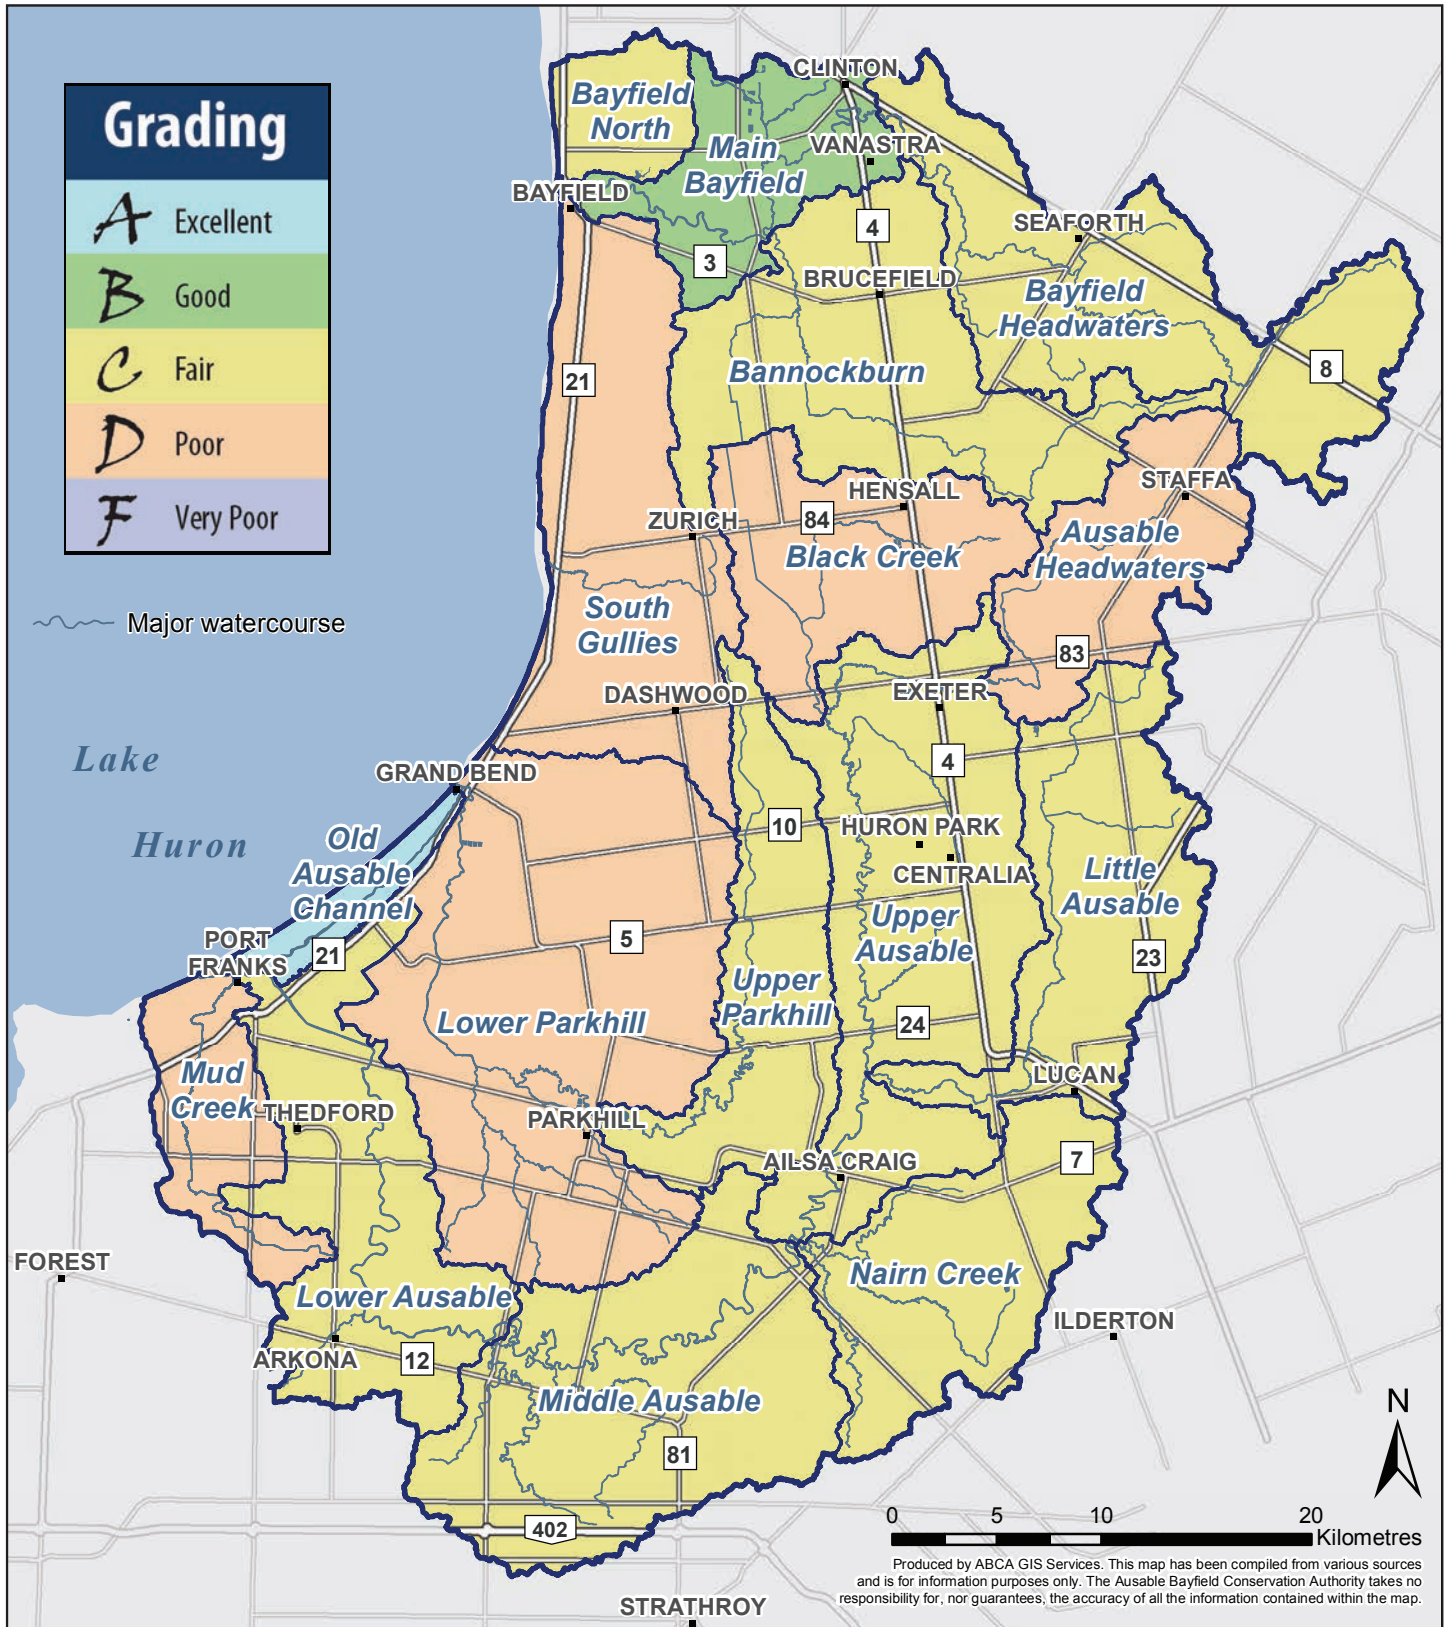 Grading
A Excellent
B Good
C Fair
D Poor
F Very Poor
Major watercourse
Lake
Huron
Bayfield
North
CLINTON
Main
Bayfield
VANASTRA
BAYFIELD
4
SEAFORTH
3
BRUCEFIELD
Bayfield
Headwaters
21
Bannockburn
8
HENSALL
STAFFA
ZURICH
84
Black Creek
Ausable
Headwaters
South
Gullies
83
DASHWOOD
EXETER
4
GRAND BEND
10
HURON PARK
CENTRALIA
Old
Ausable
Channel
Little
Ausable
Upper
Ausable
PORT
FRANKS
21
5
23
Upper
Parkhill
Lower Parkhill
24
Mud
Creek
THEDFORD
LUCAN
PARKHILL
AILSA CRAIG
7
FOREST
Nairn Creek
Lower Ausable
ILDERTON
ARKONA
12
Middle Ausable
81
402
STRATHROY
N
0 5 10 20
Kilometres
Produced by ABCA GIS Services. This map has been compiled from various sources
and is for information purposes only. The Ausable Bayfield Conservation Authority takes no
responsibility for, nor guarantees, the accuracy of all the information contained within the map.